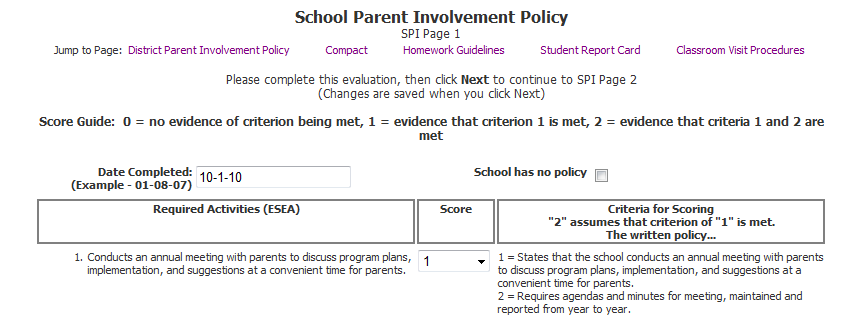 School Parent Involvement Policy
SPI Page 1
Jump to Page: District Parent Involvement Policy Compact Homework Guidelines Student Report Card Classroom Visit Procedures
Please complete this evaluation, then click Next to continue to SPI Page 2
(Changes are saved when you click Next)
Score Guide: 0 = no evidence of criterion being met, 1 = evidence that criterion 1 is met, 2 = evidence that criteria 1 and 2 are
met
Date Completed:
(Example - 01-08-07)
10-1-10
School has no policy
Required Activities (ESEA)
Score
Criteria for Scoring
"2" assumes that criterion of "1" is met.
The written policy...
1. Conducts an annual meeting with parents to discuss program plans,
implementation, and suggestions at a convenient time for parents.
1
1 = States that the school conducts an annual meeting with parents
to discuss program plans, implementation, and suggestions at a
convenient time for parents.
2 = Requires agendas and minutes for meeting, maintained and
reported from year to year.